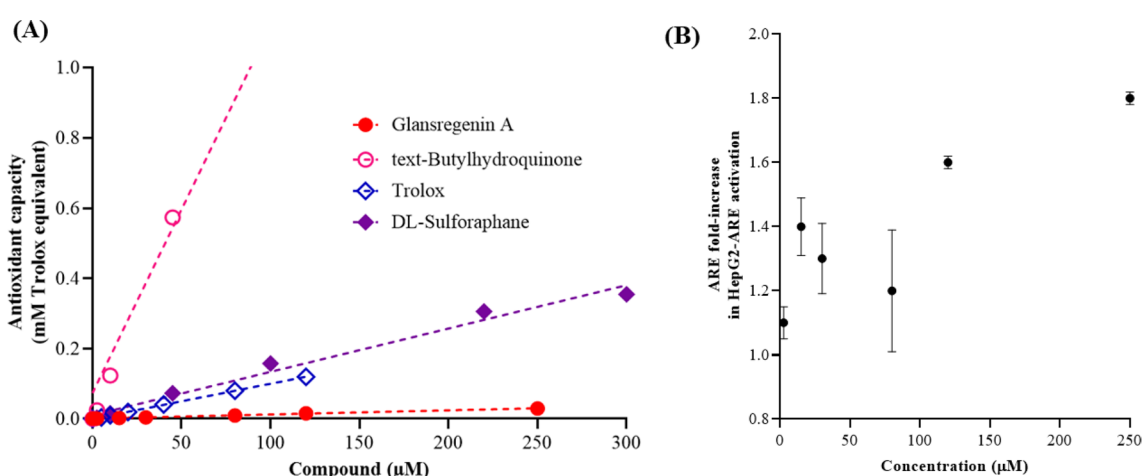 (A)
Antioxidant capacity
(mM Trolox equivalent)
1.0
0.8
0.6
0.4
0.2
0.0
0
50
100
150
200
250
300
Compound (μM)
Glansregenin A
text-Butylhydroquinone
Trolox
DL-Sulforaphane
(B)
ARE fold-increase
in HepG2-ARE activation
2.0
1.8
1.6
1.4
1.2
1.0
0.8
0
50
100
150
200
250
Concentration (μM)